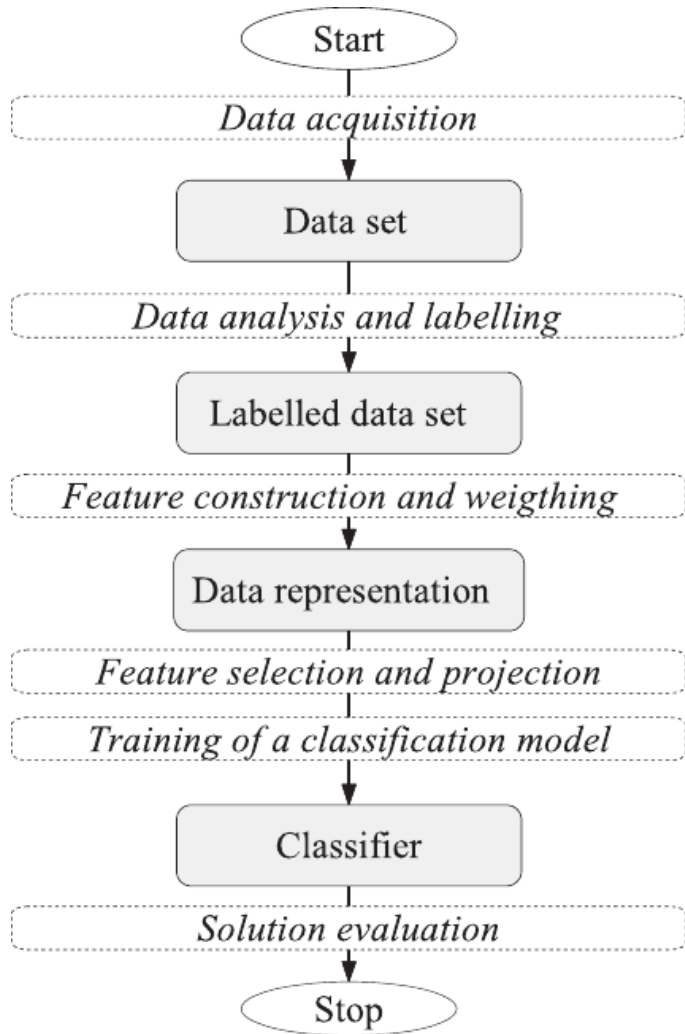 Start
Data acquisition
Data set
Data analysis and labelling
Labelled data set
Feature construction and weigthing
Data representation
Feature selection and projection
Training of a classification model
Classifier
Solution evaluation
Stop